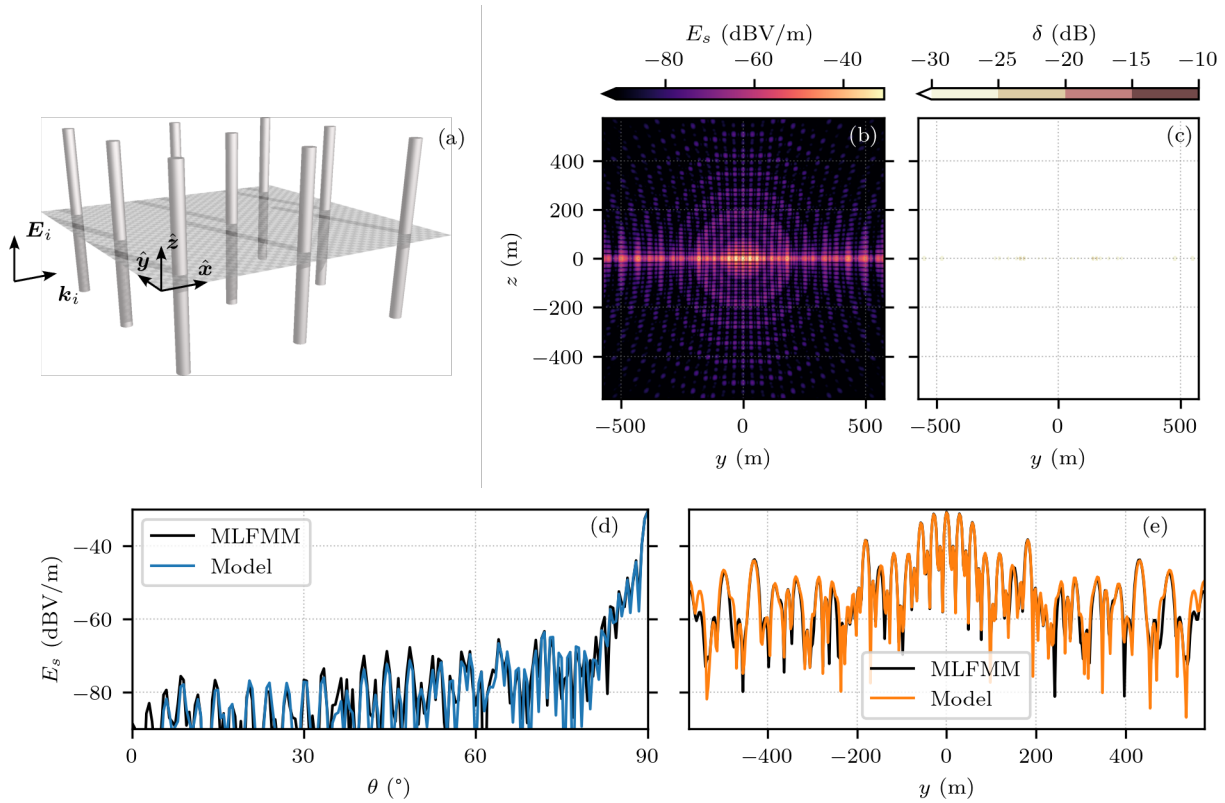 (a)
E_i
k_i
ẑ
ŷ
x̂
E_s (dBV/m)
−80 −60 −40
(b)
400
200
0
−200
−400
z (m)
−500 0 500
y (m)
δ (dB)
−30 −25 −20 −15 −10
(c)
−500 0 500
y (m)
(d)
MLFMM
Model
−40
−60
−80
E_s (dBV/m)
0 30 60 90
θ (°)
(e)
MLFMM
Model
−400 −200 0 200 400
y (m)